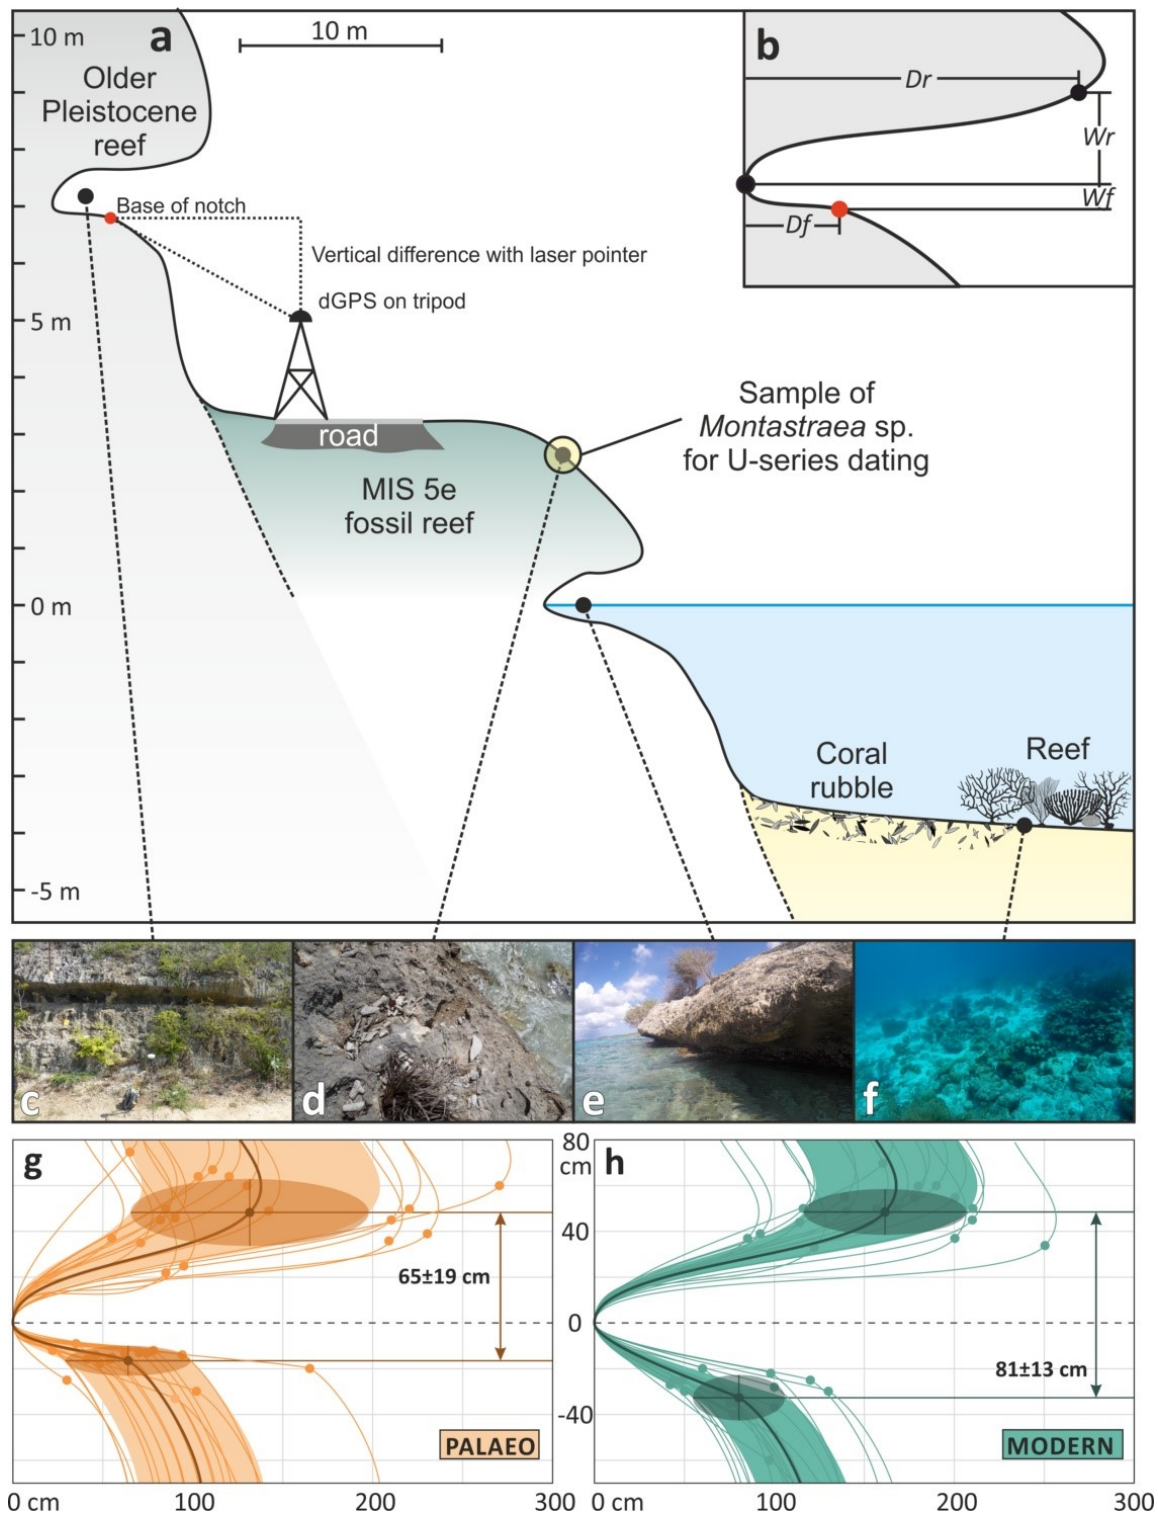 10 m
a
10 m
Older
Pleistocene
reef
Base of notch
Vertical difference with laser pointer
dGPS on tripod
5 m
road
MIS 5e
fossil reef
Sample of
Montastraea sp.
for U-series dating
0 m
Coral
rubble
Reef
-5 m
b
Dr
Wr
Wf
Df
c
d
e
f
g
65±19 cm
PALAEO
0 cm
100
200
300
80
cm
40
0
-40
h
81±13 cm
MODERN
0 cm
100
200
300